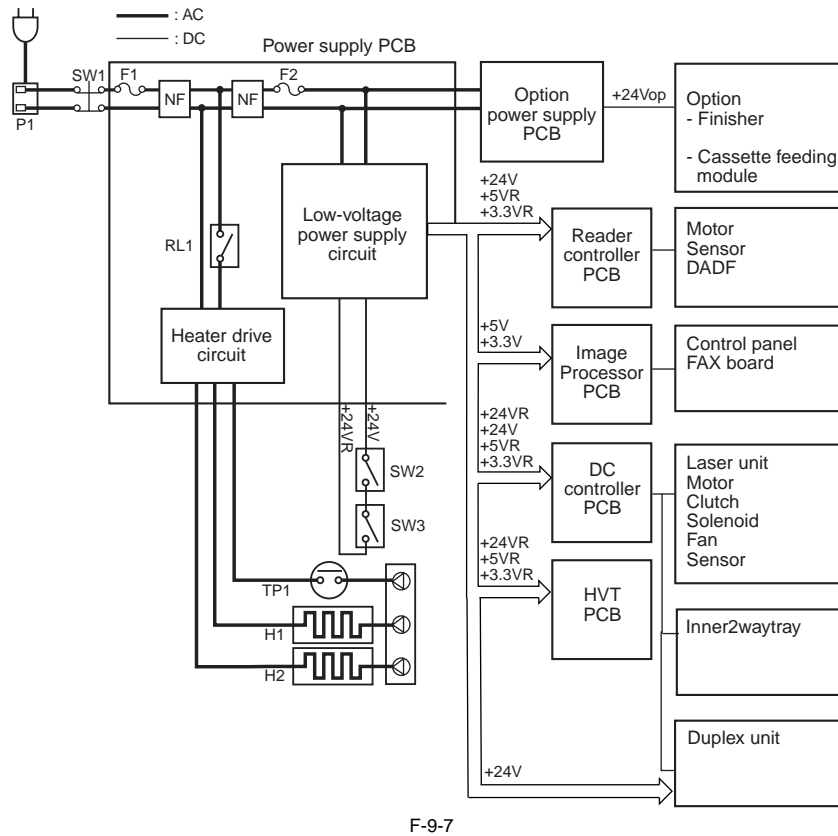 : AC
: DC
Power supply PCB
SW1
F1
F2
NF
NF
P1
Option
power supply
PCB
+24Vop
Option
- Finisher
- Cassette feeding
module
Low-voltage
power supply
circuit
RL1
Heater drive
circuit
+24V
+5VR
+3.3VR
Reader
controller
PCB
Motor
Sensor
DADF
+5V
+3.3V
Image
Processor
PCB
Control panel
FAX board
+24VR
+24V
SW2
SW3
+24VR
+24V
+5VR
+3.3VR
DC
controller
PCB
Laser unit
Motor
Clutch
Solenoid
Fan
Sensor
+24VR
+5VR
+3.3VR
HVT
PCB
TP1
H1
H2
Inner2waytray
Duplex unit
+24V
F-9-7